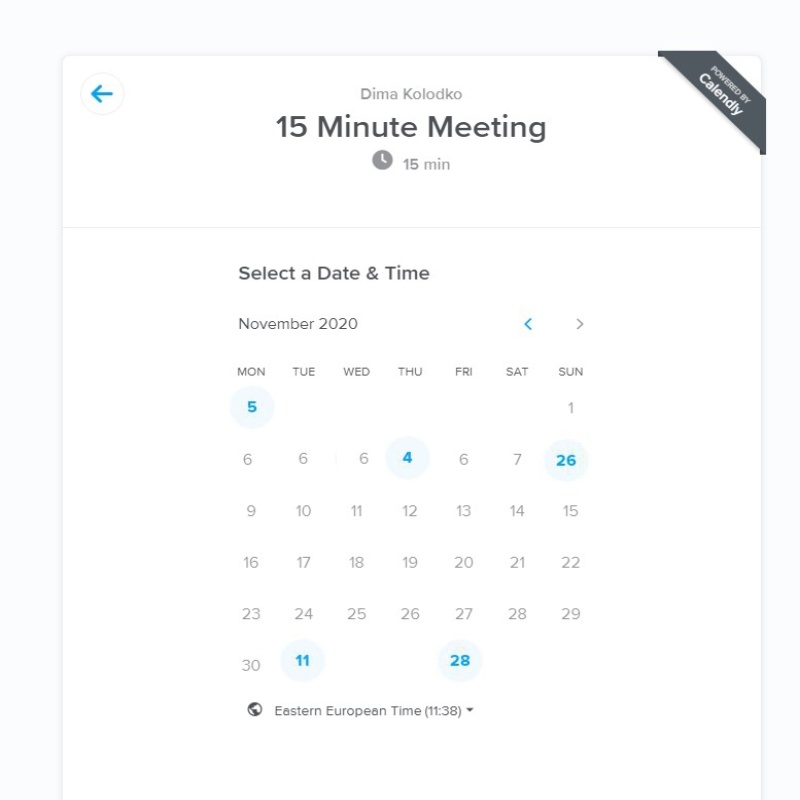 POWERED BY
Calendly
Dima Kolodko
15 Minute Meeting
15 min
Select a Date & Time
November 2020
MON TUE WED THU FRI SAT SUN
5 1
6 6 6 4 6 7 26
9 10 11 12 13 14 15
16 17 18 19 20 21 22
23 24 25 26 27 28 29
30 11 28
Eastern European Time (11:38)